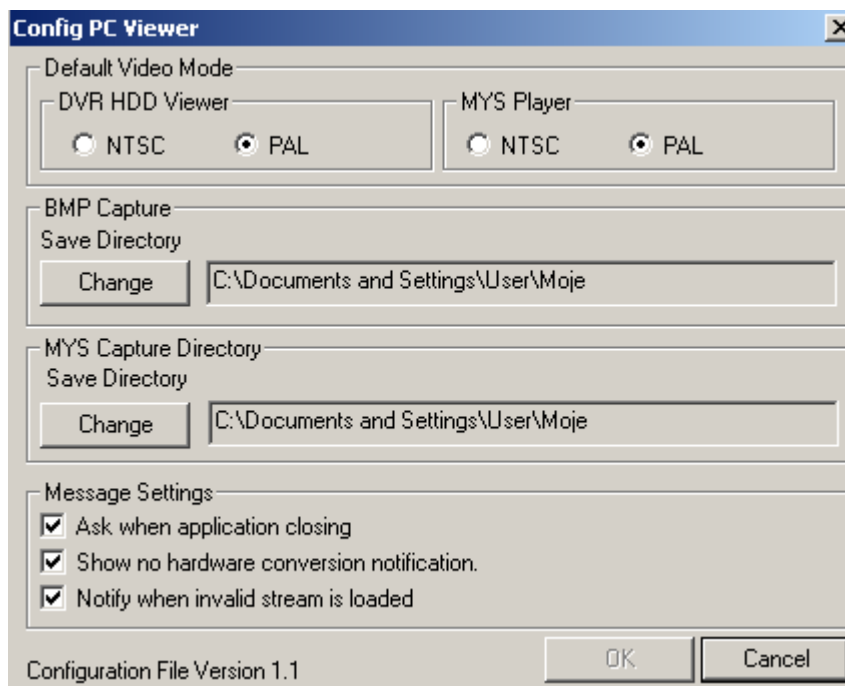 Config PC Viewer
Default Video Mode
DVR HDD Viewer
NTSC
PAL
MYS Player
NTSC
PAL
BMP Capture
Save Directory
Change
C:\Documents and Settings\User\Moje
MYS Capture Directory
Save Directory
Change
C:\Documents and Settings\User\Moje
Message Settings
Ask when application closing
Show no hardware conversion notification.
Notify when invalid stream is loaded
Configuration File Version 1.1
OK
Cancel